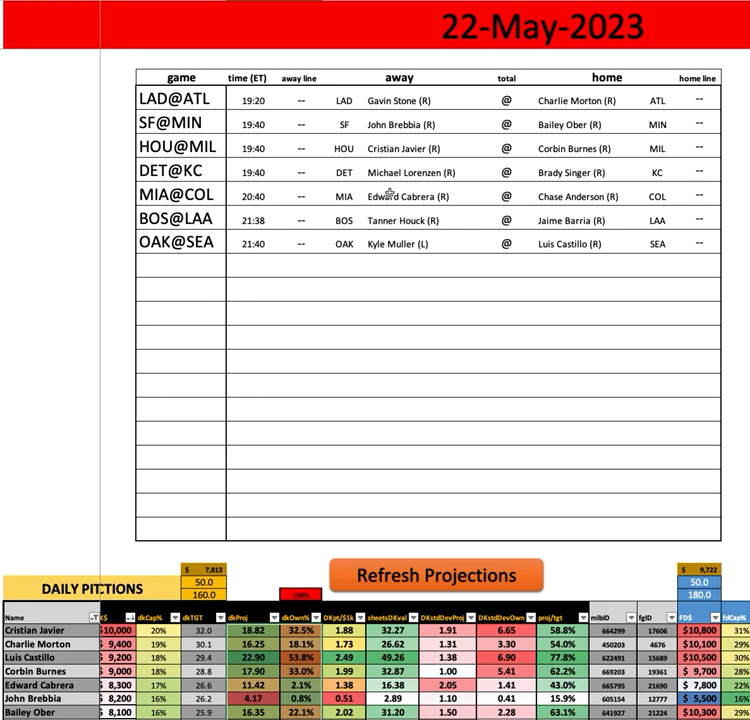 22-May-2023
game time (ET) away line away total home home line
LAD@ATL 19:20 -- LAD Gavin Stone (R) @ Charlie Morton (R) ATL --
SF@MIN 19:40 -- SF John Brebbia (R) @ Bailey Ober (R) MIN --
HOU@MIL 19:40 -- HOU Cristian Javier (R) @ Corbin Burnes (R) MIL --
DET@KC 19:40 -- DET Michael Lorenzen (R) @ Brady Singer (R) KC --
MIA@COL 20:40 -- MIA Edward Cabrera (R) @ Chase Anderson (R) COL --
BOS@LAA 21:38 -- BOS Tanner Houck (R) @ Jaime Barria (R) LAA --
OAK@SEA 21:40 -- OAK Kyle Muller (L) @ Luis Castillo (R) SEA --
$ 7,813 Refresh Projections $ 9,722
DAILY PIT TIONS 50.0 50.0
160.0 198% 180.0
Name K$ dkCap% dkTGT dkProj dkOwn% DKpt/$1k sheetsDKval DKstdDevProj DKstdDevOwn proj/tgt mlbID fgID FD$ fdCap%
Cristian Javier $10,000 20% 32.0 18.82 32.5% 1.88 32.27 1.91 6.65 58.8% 664299 17606 $10,800 31%
Charlie Morton $ 9,400 19% 30.1 16.25 18.1% 1.73 26.62 1.31 3.30 54.0% 450203 4676 $10,100 29%
Luis Castillo $ 9,200 18% 29.4 22.90 53.8% 2.49 49.26 1.38 6.90 77.8% 622491 15689 $10,500 30%
Corbin Burnes $ 9,000 18% 28.8 17.90 33.0% 1.99 32.87 1.00 5.41 62.2% 669203 19361 $ 9,700 28%
Edward Cabrera $ 8,300 17% 26.6 11.42 2.1% 1.38 16.38 2.05 1.41 43.0% 665795 21690 $ 7,800 22%
John Brebbia $ 8,200 16% 26.2 4.17 0.8% 0.51 2.89 1.10 0.41 15.9% 605154 12777 $ 5,500 16%
Bailey Ober $ 8,100 16% 25.9 16.35 22.1% 2.02 31.20 1.50 2.28 63.1% 641927 21224 $10,300 29%